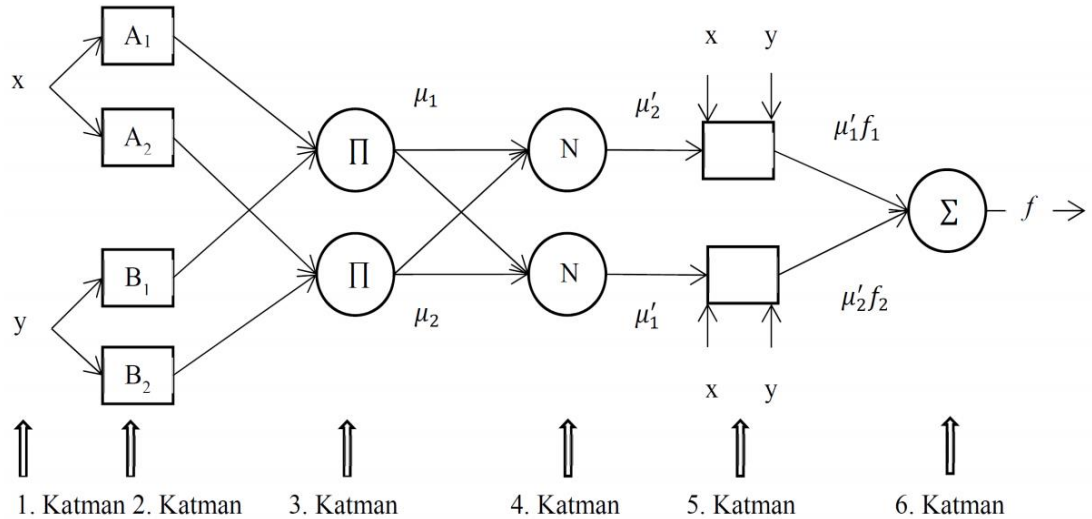 x y
A₁
x
A₂
μ₁
μ′₂
μ′₁f₁
Π
N
Σ
f
B₁
Π
N
y
μ₂
μ′₁
μ′₂f₂
B₂
x y
1. Katman 2. Katman 3. Katman 4. Katman 5. Katman 6. Katman